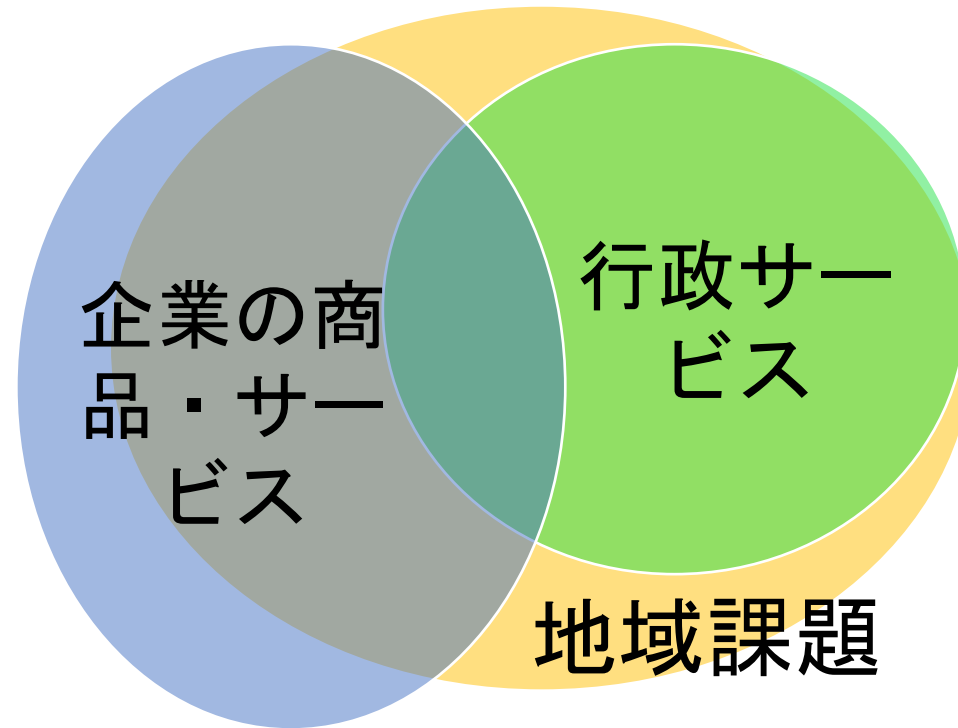 企業の商
品・サー
ビス
行政サー
ビス
地域課題